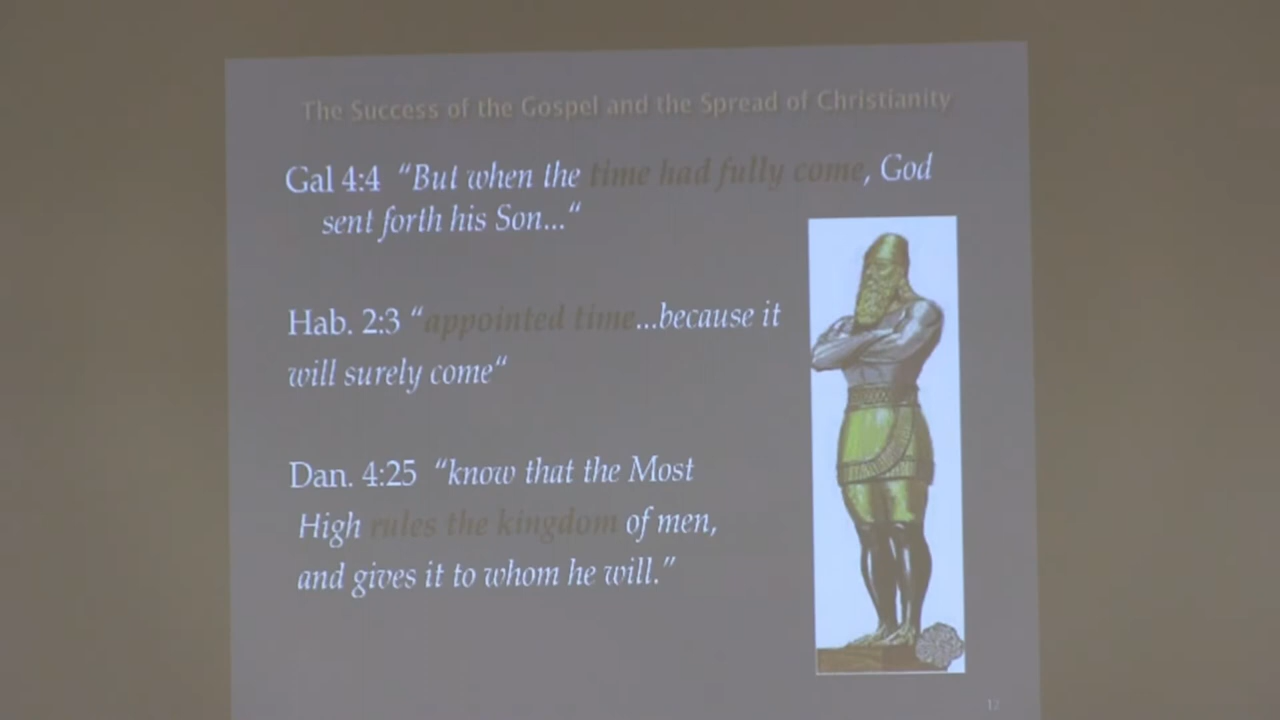 The Success of the Gospel and the Spread of Christianity
Gal 4:4 “But when the time had fully come, God
sent forth his Son...“
Hab. 2:3 “appointed time...because it
will surely come“
Dan. 4:25 “know that the Most
High rules the kingdom of men,
and gives it to whom he will.”
12